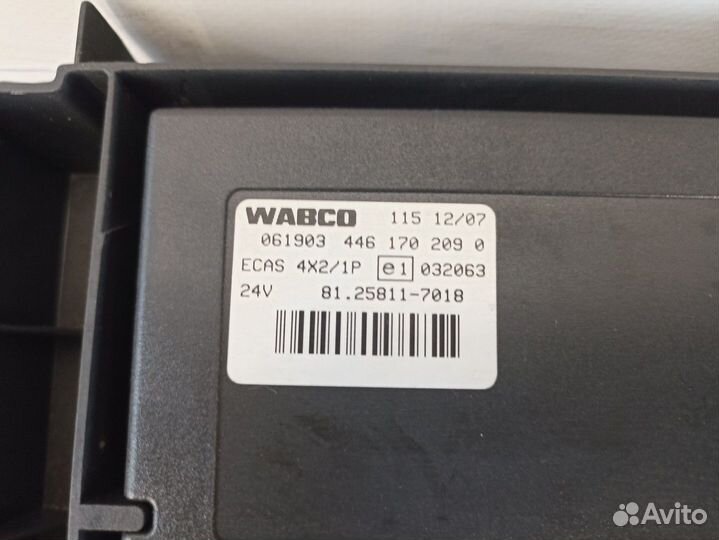 WABCO 115 12/07
061903 446 170 209 0
ECAS 4X2/1P e1 032063
24V 81.25811-7018
Avito